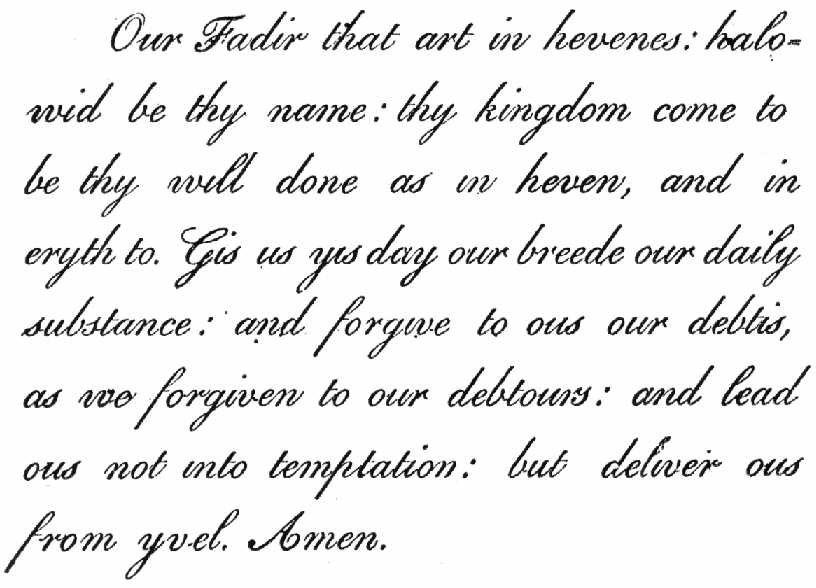 Our Fadir that art in hevenes: halo=
wid be thy name: thy kingdom come to
be thy will done as in heven, and in
eryth to. Gis us yis day our breede our daily
substance: and forgive to ous our debtis,
as we forgiven to our debtours: and lead
ous not into temptation: but deliver ous
from yvel. Amen.